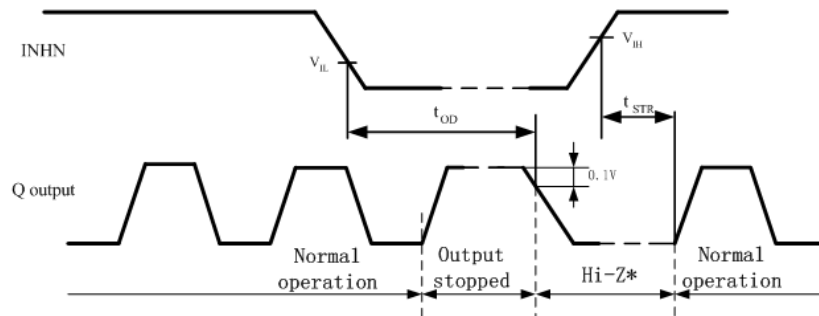 INHN
V_IL
V_IH
t_OD
t_STR
Q output
0.1V
Normal
operation
Output
stopped
Hi-Z*
Normal
operation